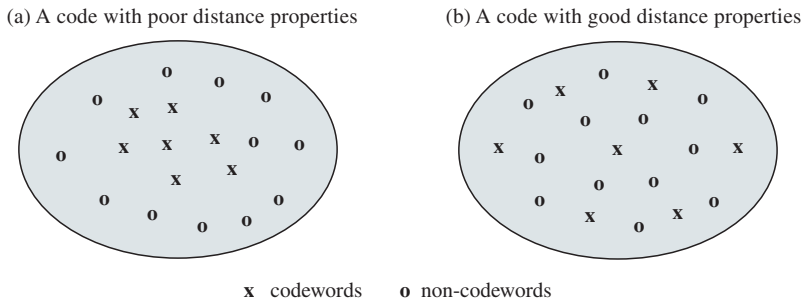 (a) A code with poor distance properties
(b) A code with good distance properties
o
o
o
o
x
x
x
x
x
o
o
o
x
x
o
o
o
o
o
o
x
x
o
o
o
o
x
x
o
x
o
o
o
o
o
x
x
o
o
x codewords o non-codewords